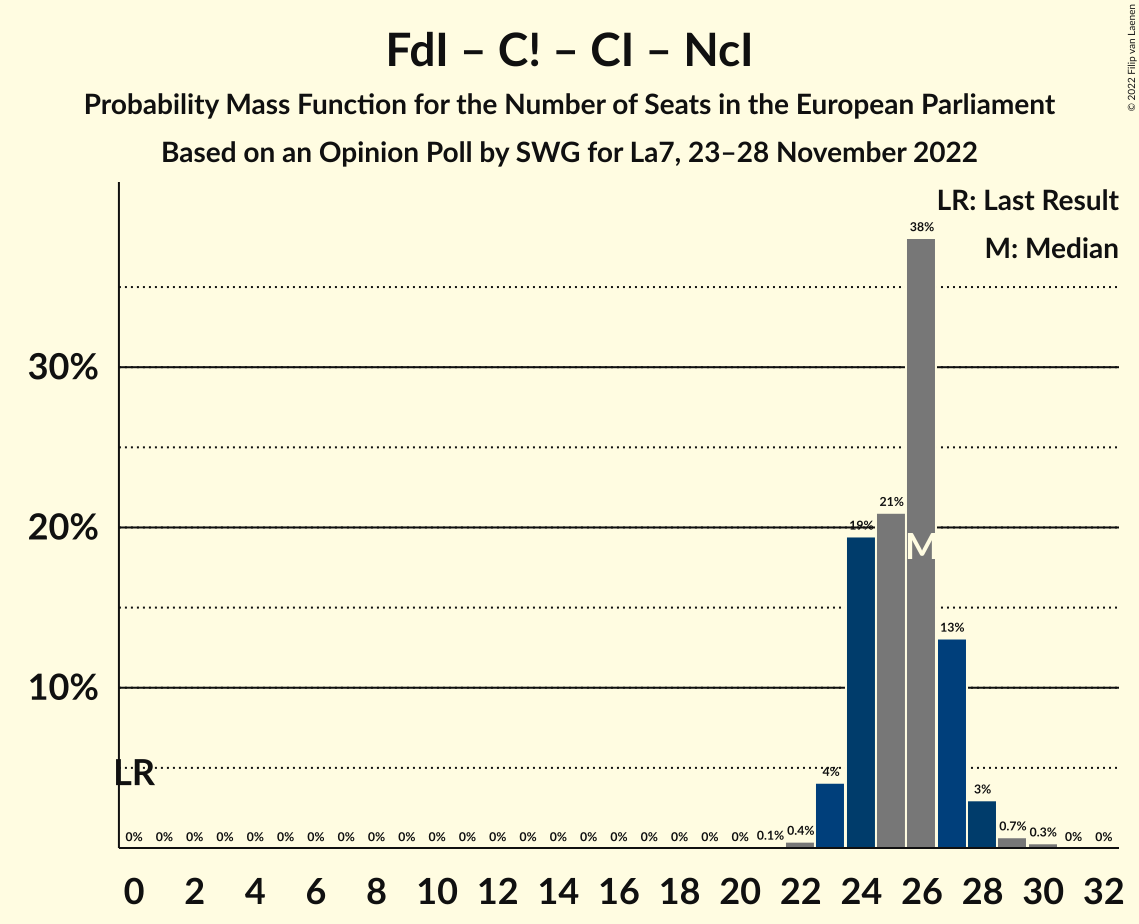 FdI – C! – CI – NcI
Probability Mass Function for the Number of Seats in the European Parliament
Based on an Opinion Poll by SWG for La7, 23–28 November 2022
© 2022 Filip van Laenen
LR: Last Result
M: Median
38%
30%
21%
20%
19%
M
13%
10%
LR
4%
3%
0% 0% 0% 0% 0% 0% 0% 0% 0% 0% 0% 0% 0% 0% 0% 0% 0% 0% 0% 0% 0% 0.1% 0.4% 0.7% 0.3% 0% 0%
0 2 4 6 8 10 12 14 16 18 20 22 24 26 28 30 32